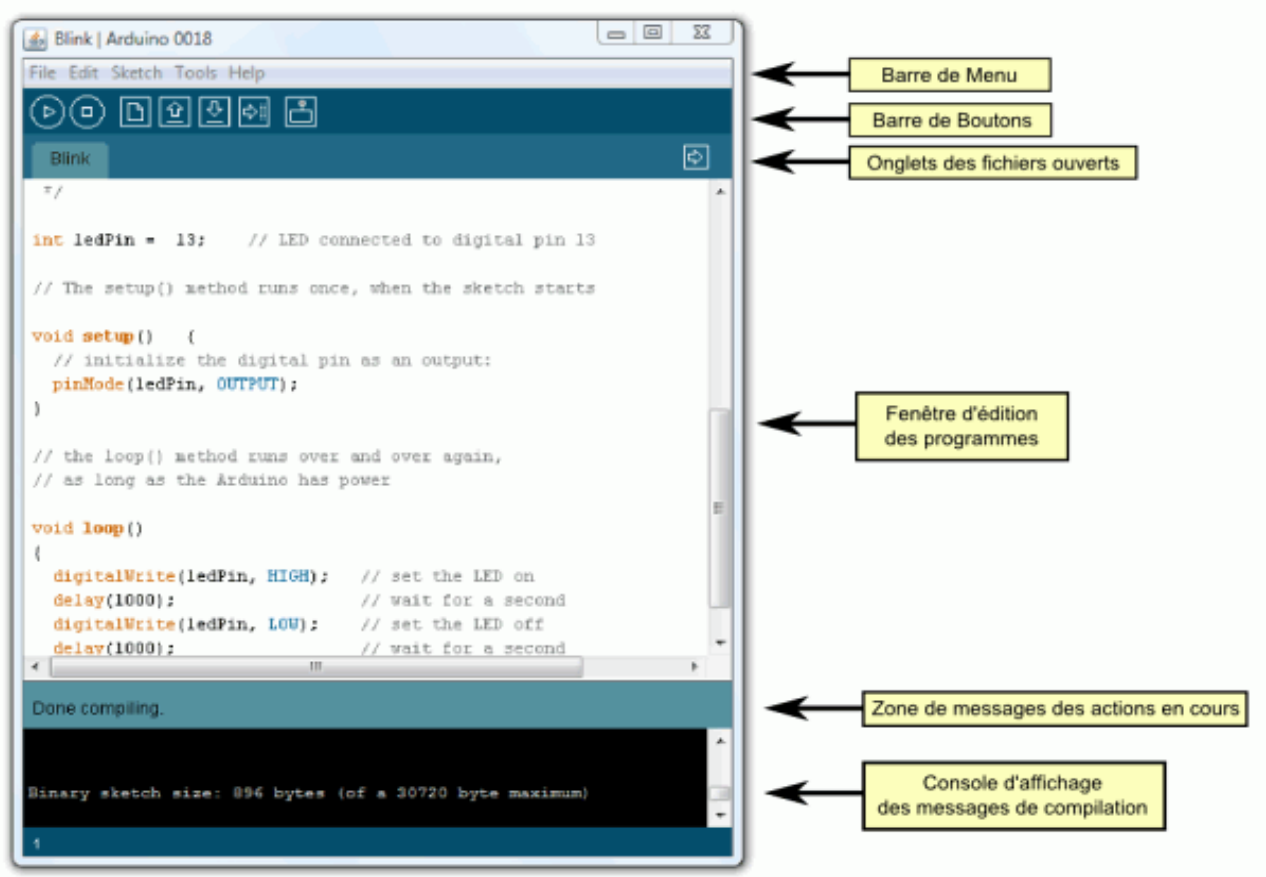 Blink | Arduino 0018
File Edit Sketch Tools Help
Barre de Menu
Barre de Boutons
Blink
Onglets des fichiers ouverts
*/
int ledPin =  13;    // LED connected to digital pin 13
// The setup() method runs once, when the sketch starts
void setup()   {
  // initialize the digital pin as an output:
  pinMode(ledPin, OUTPUT);
}
// the loop() method runs over and over again,
// as long as the Arduino has power
void loop()
{
  digitalWrite(ledPin, HIGH);   // set the LED on
  delay(1000);                  // wait for a second
  digitalWrite(ledPin, LOW);    // set the LED off
  delay(1000);                  // wait for a second
Fenêtre d'édition
des programmes
Done compiling.
Zone de messages des actions en cours
Binary sketch size: 896 bytes (of a 30720 byte maximum)
Console d'affichage
des messages de compilation
1